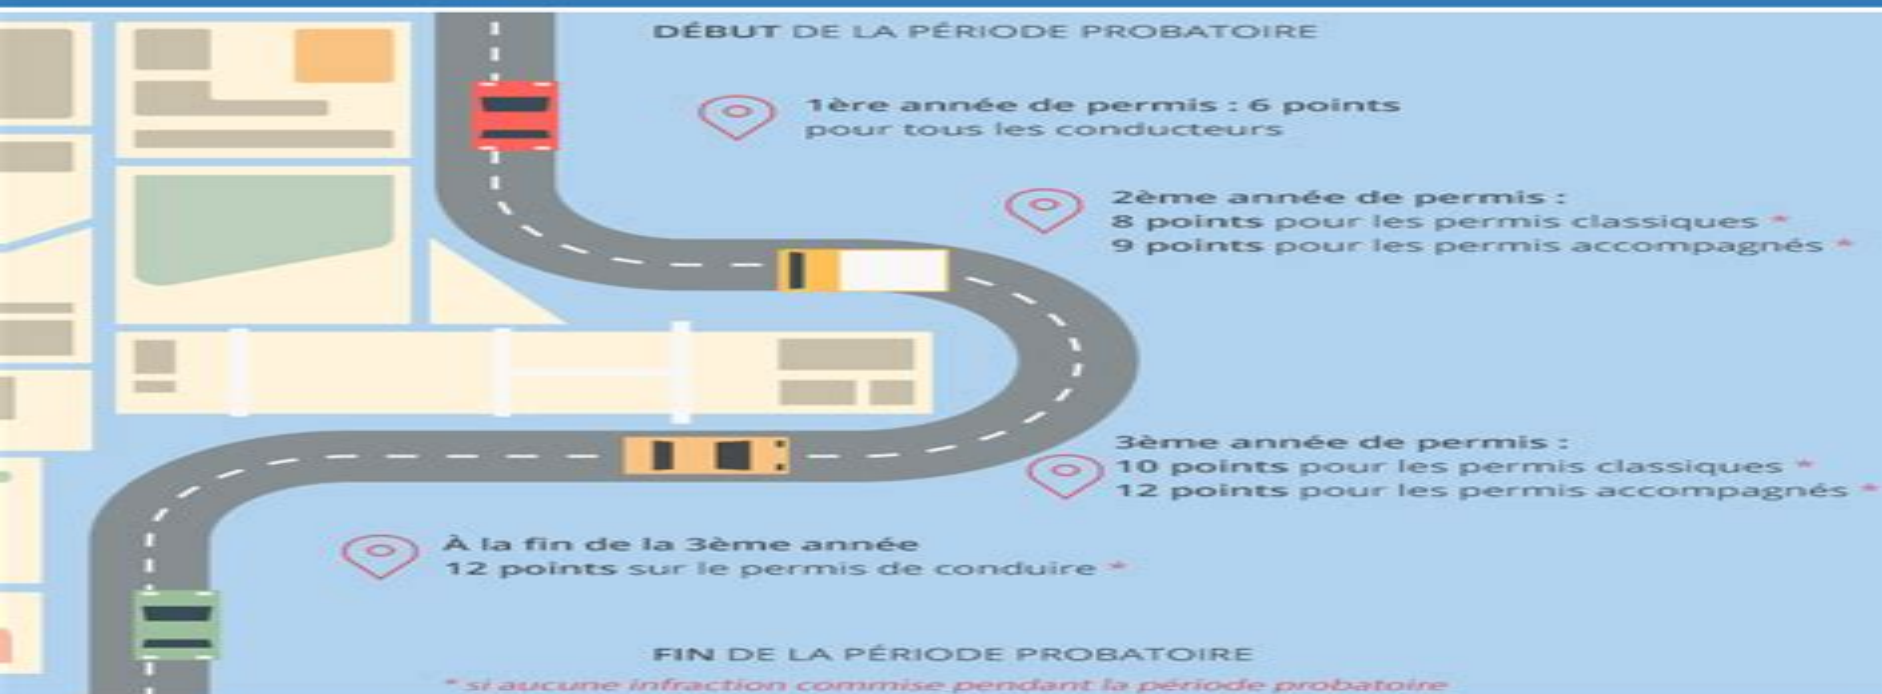 DÉBUT DE LA PÉRIODE PROBATOIRE
1ère année de permis : 6 points
pour tous les conducteurs
2ème année de permis :
8 points pour les permis classiques *
9 points pour les permis accompagnés *
3ème année de permis :
10 points pour les permis classiques *
12 points pour les permis accompagnés *
À la fin de la 3ème année
12 points sur le permis de conduire *
FIN DE LA PÉRIODE PROBATOIRE
* si aucune infraction commise pendant la période probatoire